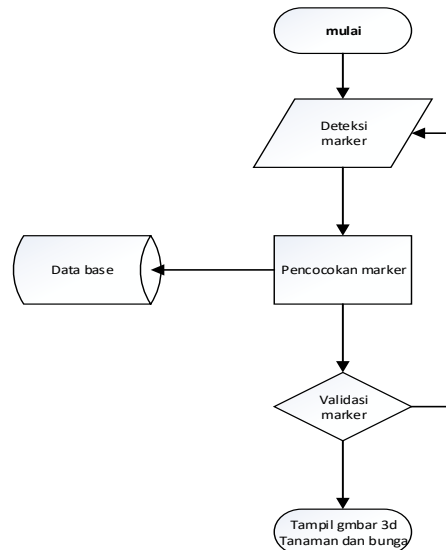 mulai
Deteksi
marker
Data base
Pencocokan marker
Validasi
marker
Tampil gmbar 3d
Tanaman dan bunga